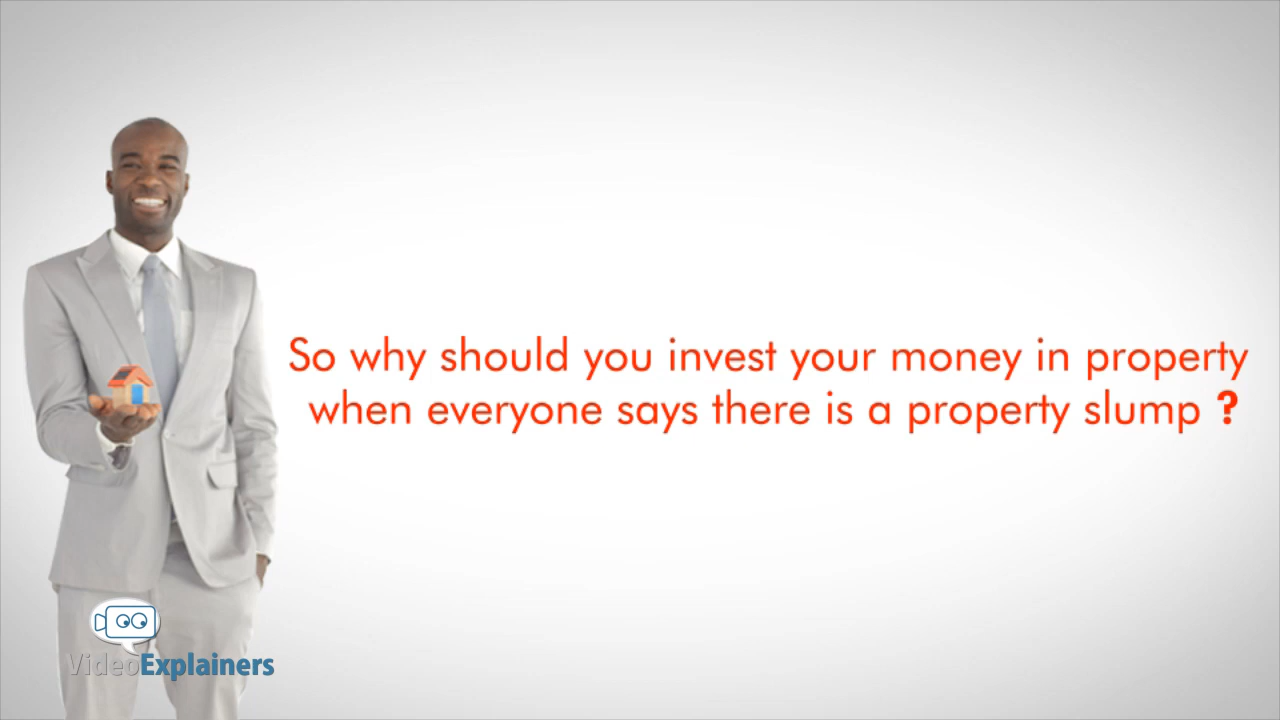 So why should you invest your money in property
when everyone says there is a property slump ?
VideoExplainers